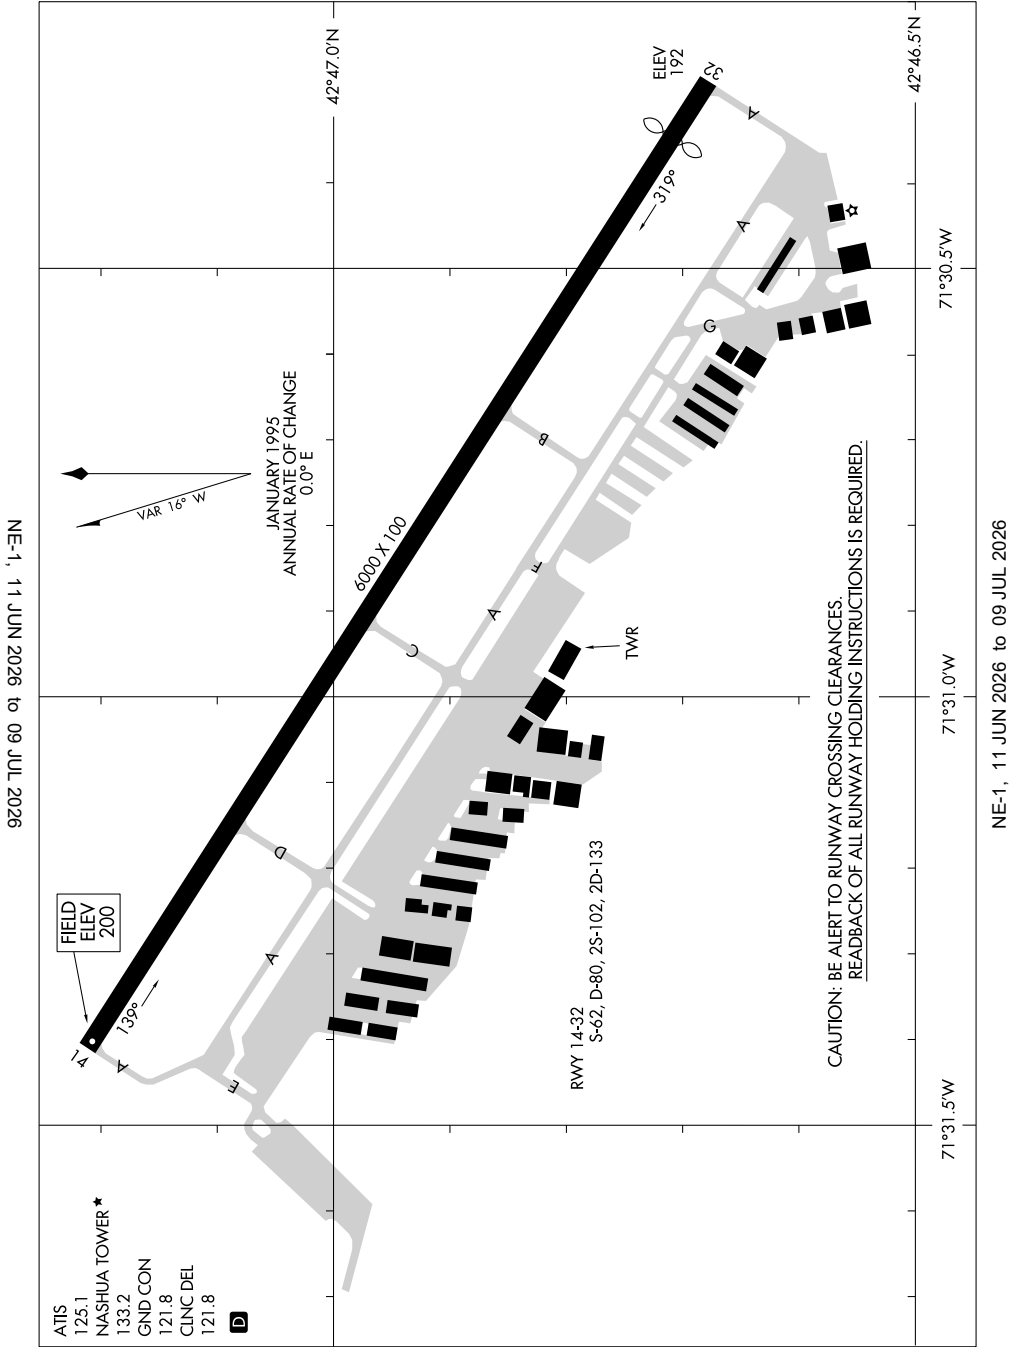 ATIS
125.1
NASHUA TOWER
133.2
GND CON
121.8
CLNC DEL
121.8
D
FIELD
ELEV
200
14
139°
A
E
A
D
C
A
F
B
A
G
A
6000 X 100
319°
32
ELEV
192
VAR 16° W
JANUARY 1995
ANNUAL RATE OF CHANGE
0.0° E
TWR
RWY 14-32
S-62, D-80, 2S-102, 2D-133
CAUTION: BE ALERT TO RUNWAY CROSSING CLEARANCES.
READBACK OF ALL RUNWAY HOLDING INSTRUCTIONS IS REQUIRED.
42°47.0'N
42°46.5'N
71°30.5'W
71°31.0'W
71°31.5'W
NE-1, 11 JUN 2026 to 09 JUL 2026
NE-1, 11 JUN 2026 to 09 JUL 2026